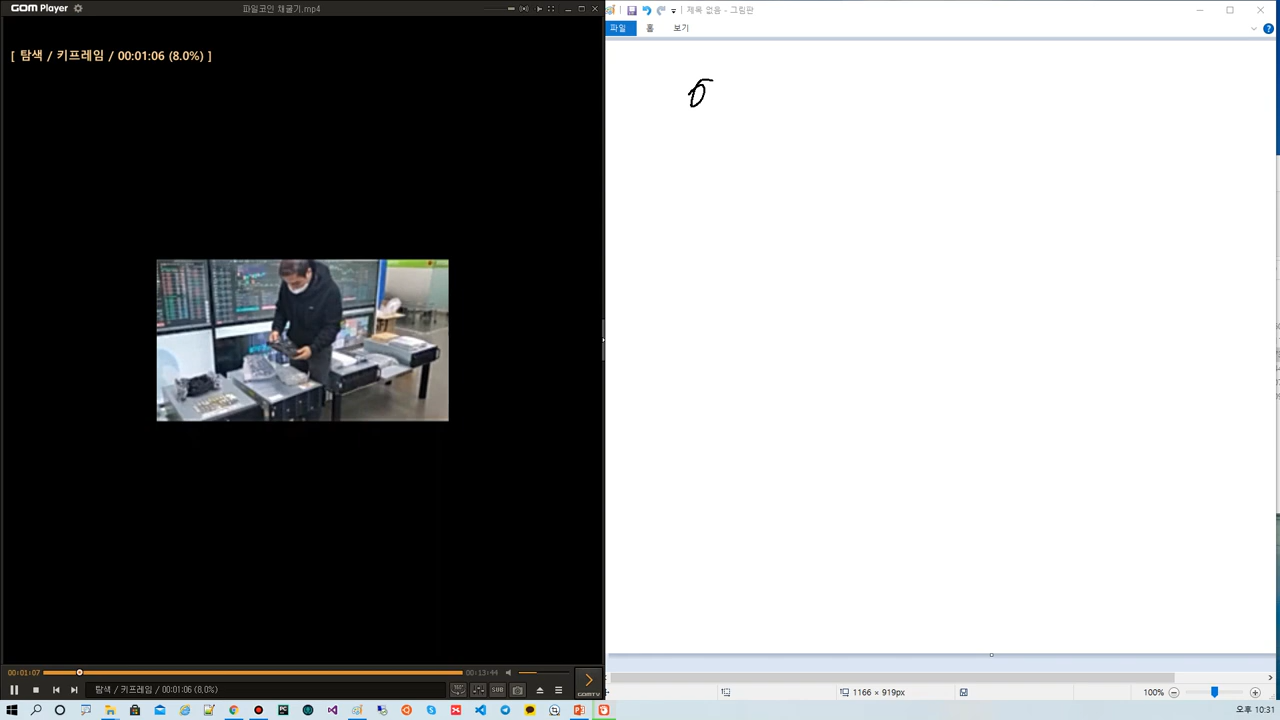 GOM Player
파일코인 채굴기.mp4
[ 탐색 / 키프레임 / 00:01:06 (8.0%) ]
00:01:07
00:13:44
탐색 / 키프레임 / 00:01:06 (8.0%)
360°
SUB
GOMTV
제목 없음 - 그림판
파일 홈 보기
1166 × 919px
100%
오후 10:31